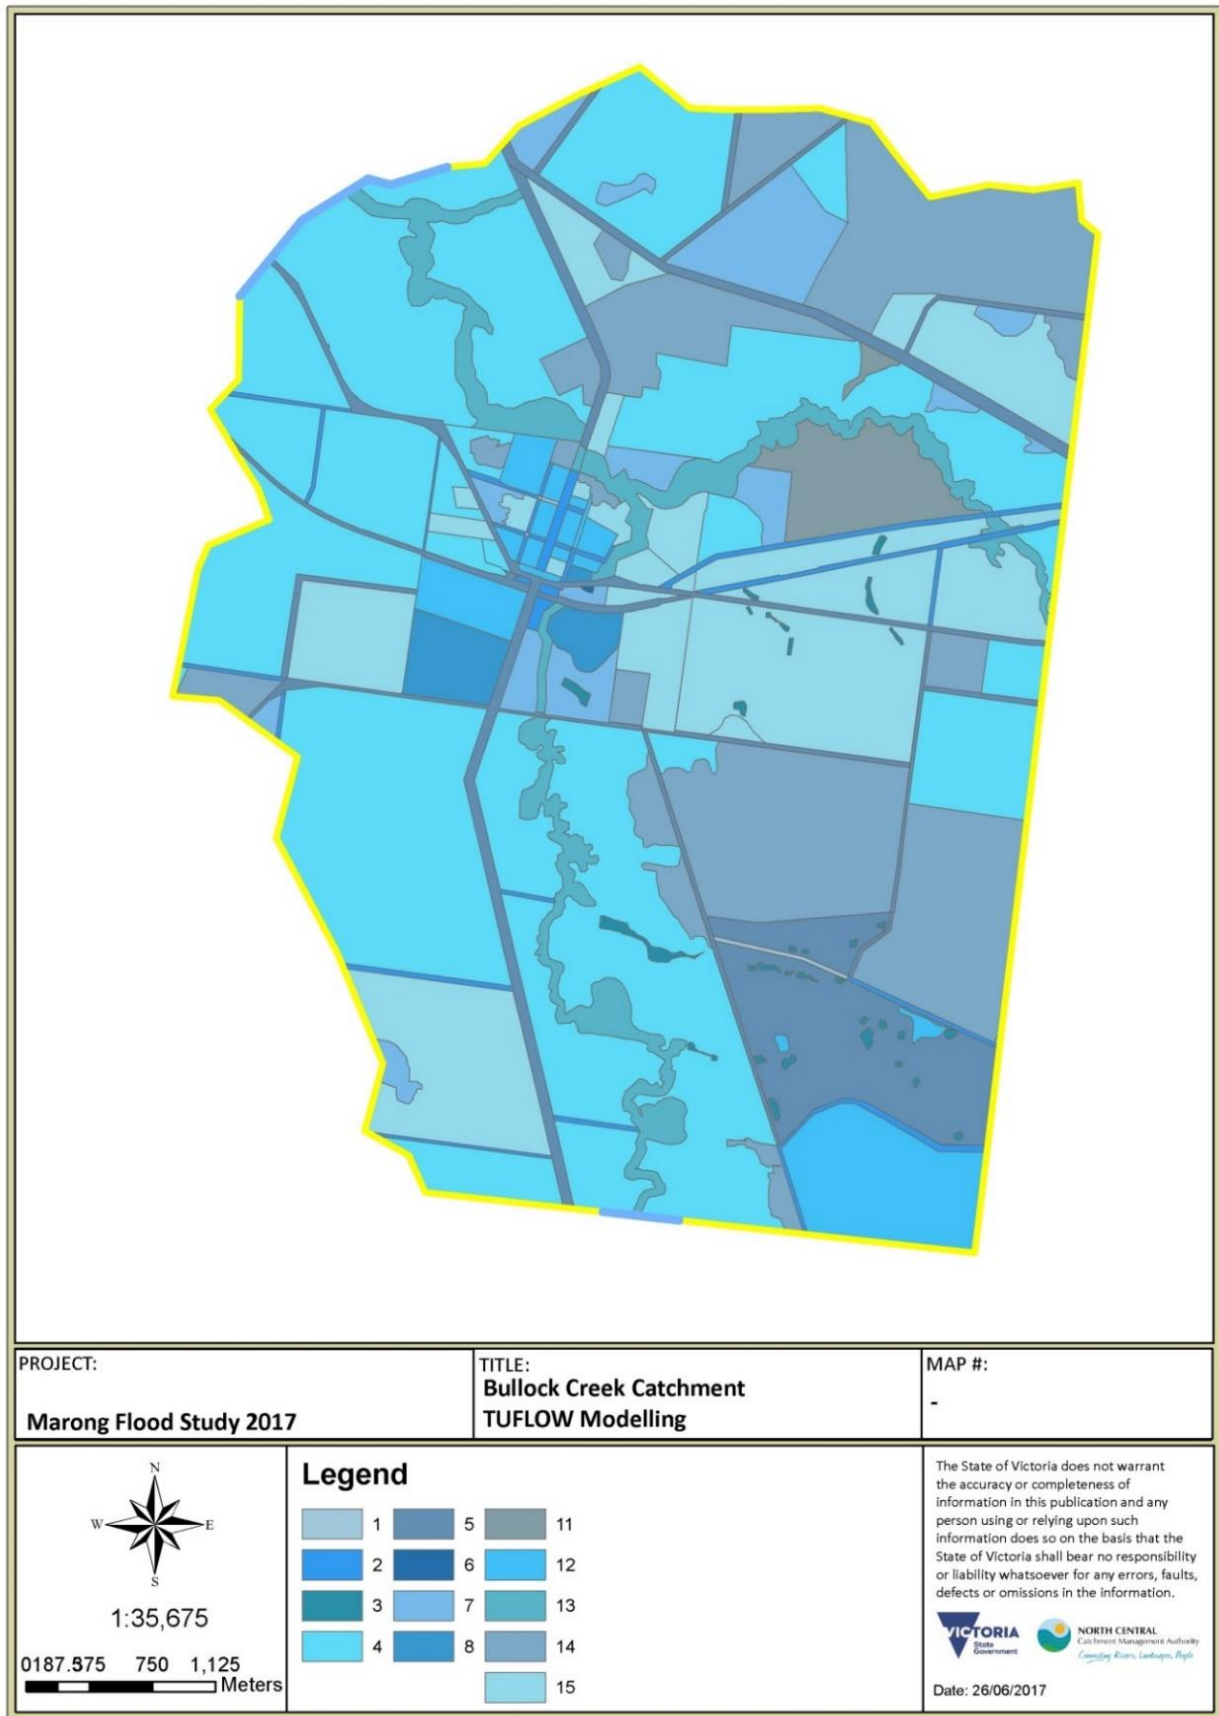 PROJECT:
Marong Flood Study 2017
TITLE:
Bullock Creek Catchment
TUFLOW Modelling
MAP #:
-
N
W E
S
1:35,675
0187.5375 750 1,125
Meters
Legend
1
2
3
4
5
6
7
8
11
12
13
14
15
The State of Victoria does not warrant
the accuracy or completeness of
information in this publication and any
person using or relying upon such
information does so on the basis that the
State of Victoria shall bear no responsibility
or liability whatsoever for any errors, faults,
defects or omissions in the information.
VICTORIA
State
Government
NORTH CENTRAL
Catchment Management Authority
Connecting Rivers, Landscapes, People
Date: 26/06/2017